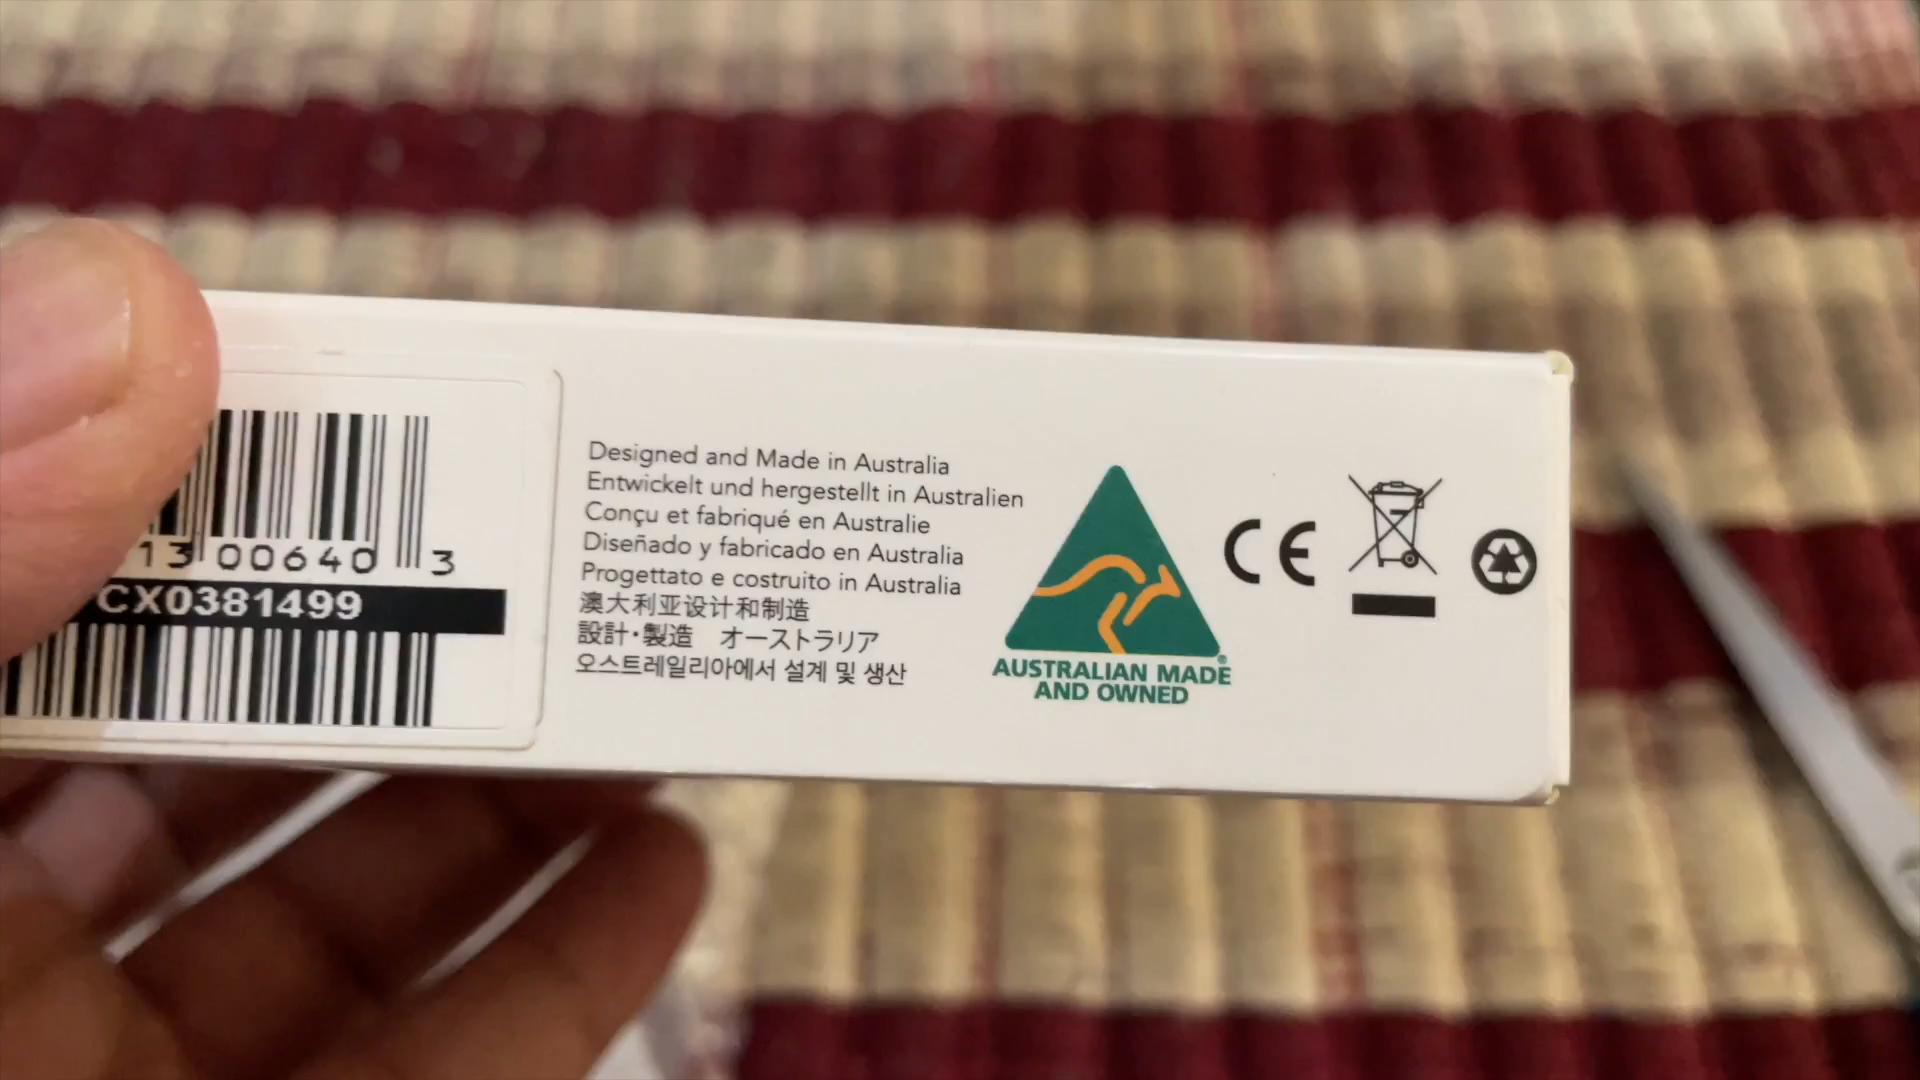 13 00640 3
CX0381499
Designed and Made in Australia
Entwickelt und hergestellt in Australien
Conçu et fabriqué en Australie
Diseñado y fabricado en Australia
Progettato e costruito in Australia
澳大利亚设计和制造
設計・製造　オーストラリア
오스트레일리아에서 설계 및 생산
AUSTRALIAN MADE
AND OWNED
®
CE